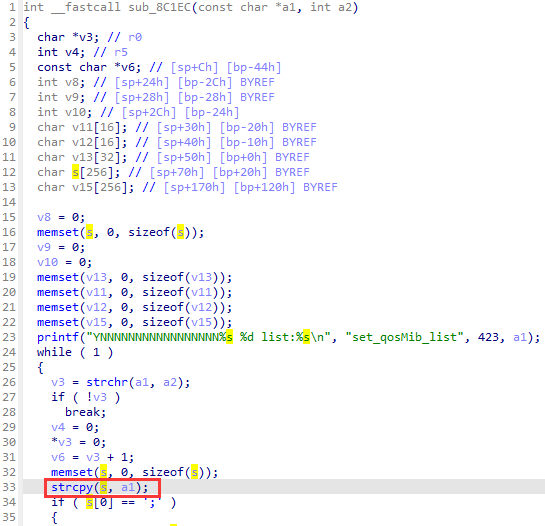 1 int __fastcall sub_8C1EC(const char *a1, int a2)
2 {
3 char *v3; // r0
4 int v4; // r5
5 const char *v6; // [sp+Ch] [bp-44h]
6 int v8; // [sp+24h] [bp-2Ch] BYREF
7 int v9; // [sp+28h] [bp-28h] BYREF
8 int v10; // [sp+2Ch] [bp-24h]
9 char v11[16]; // [sp+30h] [bp-20h] BYREF
10 char v12[16]; // [sp+40h] [bp-10h] BYREF
11 char v13[32]; // [sp+50h] [bp+0h] BYREF
12 char s[256]; // [sp+70h] [bp+20h] BYREF
13 char v15[256]; // [sp+170h] [bp+120h] BYREF
14
15 v8 = 0;
16 memset(s, 0, sizeof(s));
17 v9 = 0;
18 v10 = 0;
19 memset(v13, 0, sizeof(v13));
20 memset(v11, 0, sizeof(v11));
21 memset(v12, 0, sizeof(v12));
22 memset(v15, 0, sizeof(v15));
23 printf("YNNNNNNNNNNNNNNNNN%s %d list:%s\n", "set_qosMib_list", 423, a1);
24 while ( 1 )
25 {
26 v3 = strchr(a1, a2);
27 if ( !v3 )
28 break;
29 v4 = 0;
30 *v3 = 0;
31 v6 = v3 + 1;
32 memset(s, 0, sizeof(s));
33 strcpy(s, a1);
34 if ( s[0] == ';' )
35 {